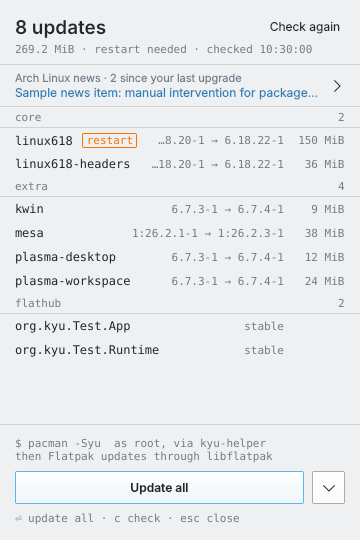 8 updates
Check again
269.2 MiB · restart needed · checked 10:30:00
Arch Linux news · 2 since your last upgrade
Sample news item: manual intervention for package...
core 2
linux618 restart …8.20-1 → 6.18.22-1 150 MiB
linux618-headers …18.20-1 → 6.18.22-1 36 MiB
extra 4
kwin 6.7.3-1 → 6.7.4-1 9 MiB
mesa 1:26.2.1-1 → 1:26.2.3-1 38 MiB
plasma-desktop 6.7.3-1 → 6.7.4-1 12 MiB
plasma-workspace 6.7.3-1 → 6.7.4-1 24 MiB
flathub 2
org.kyu.Test.App stable
org.kyu.Test.Runtime stable
$ pacman -Syu  as root, via kyu-helper
then Flatpak updates through libflatpak
Update all
⏎ update all · c check · esc close